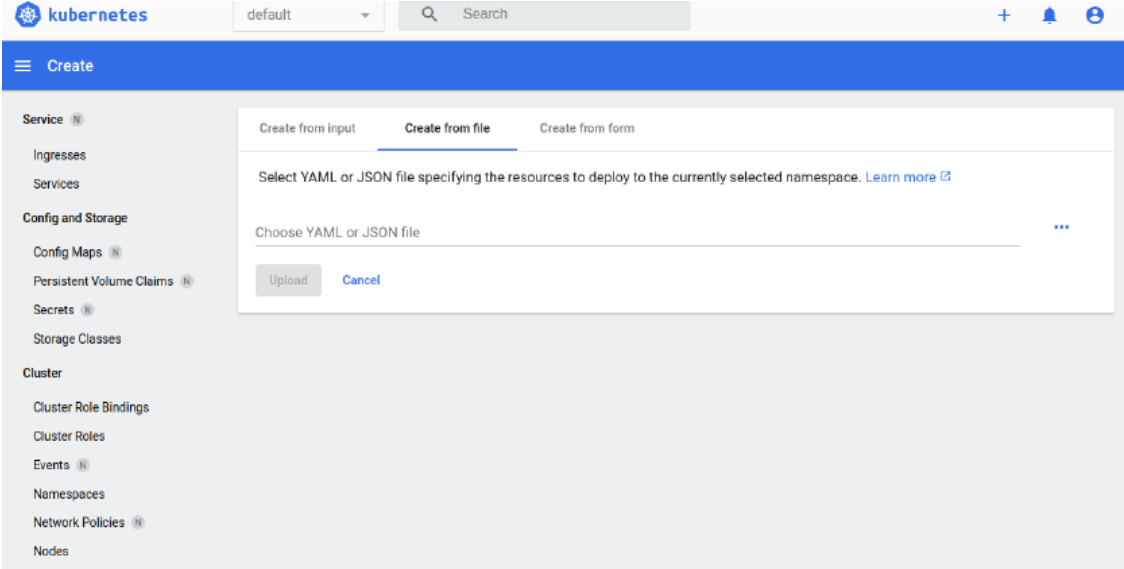 kubernetes
default
Search
Create
Service N
Ingresses
Services
Config and Storage
Config Maps N
Persistent Volume Claims N
Secrets N
Storage Classes
Cluster
Cluster Role Bindings
Cluster Roles
Events N
Namespaces
Network Policies N
Nodes
Create from input
Create from file
Create from form
Select YAML or JSON file specifying the resources to deploy to the currently selected namespace. Learn more
Choose YAML or JSON file
Upload
Cancel